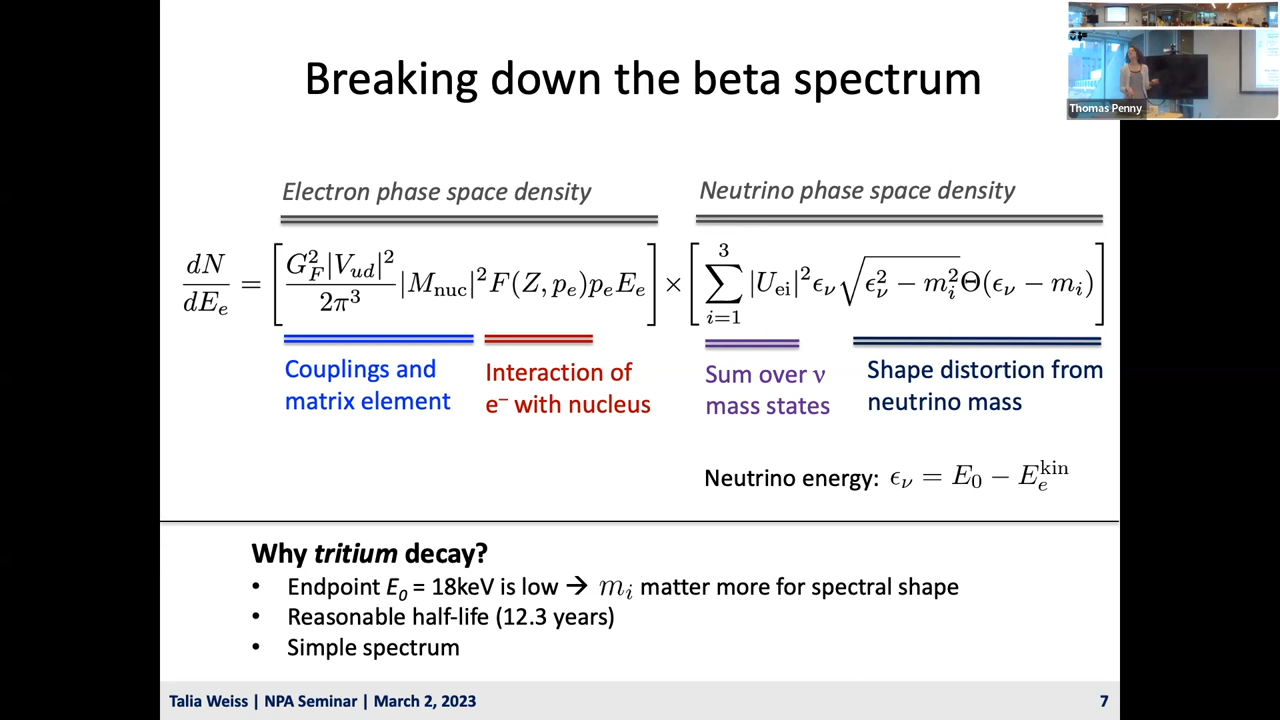 Breaking down the beta spectrum
Thomas Penny
Electron phase space density
Neutrino phase space density
dN/dE_e = [ G_F^2|V_ud|^2/2π^3 |M_nuc|^2 F(Z, p_e)p_eE_e ] × [ ∑_{i=1}^{3} |U_ei|^2 ϵ_ν √(ϵ_ν^2 − m_i^2) Θ(ϵ_ν − m_i) ]
Couplings and
matrix element
Interaction of
e⁻ with nucleus
Sum over ν
mass states
Shape distortion from
neutrino mass
Neutrino energy: ϵ_ν = E_0 − E_e^kin
Why tritium decay?
• Endpoint E_0 = 18keV is low → m_i matter more for spectral shape
• Reasonable half-life (12.3 years)
• Simple spectrum
Talia Weiss | NPA Seminar | March 2, 2023
7